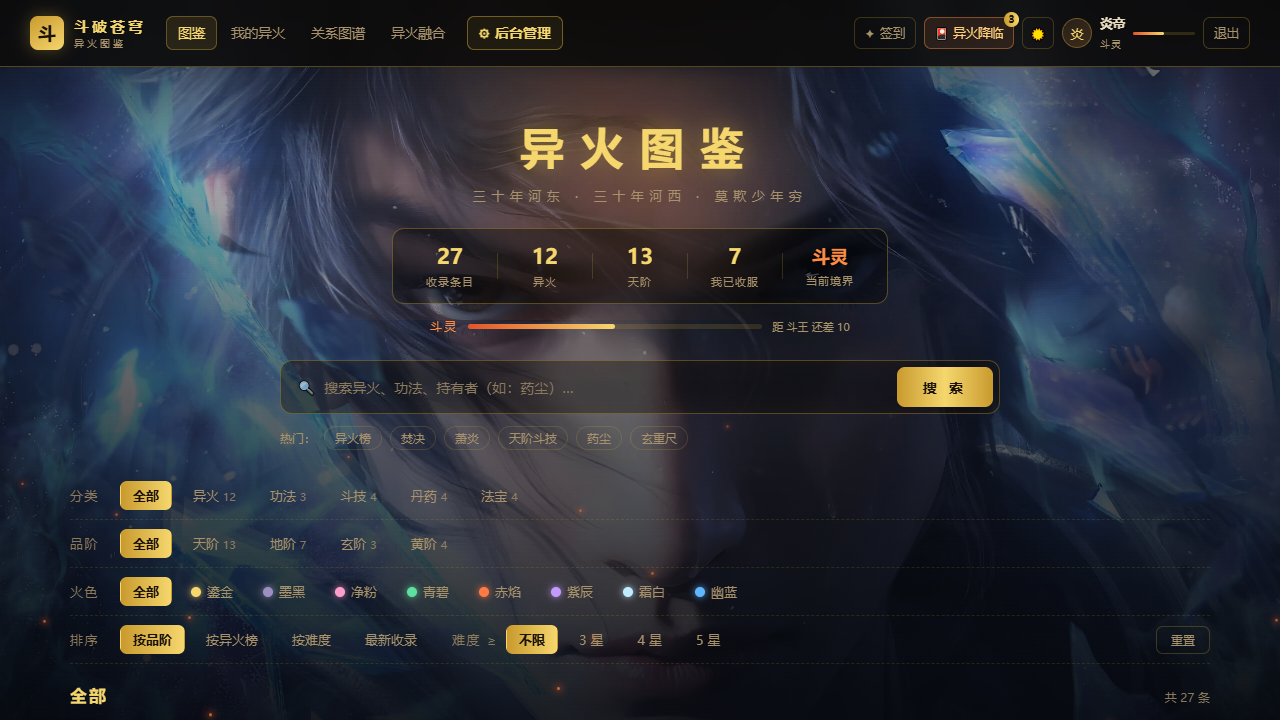 斗 斗破苍穹
异火图鉴
图鉴 我的异火 关系图谱 异火融合 后台管理
签到 异火降临 3 炎 炎帝
斗灵
退出
异火图鉴
三十年河东 · 三十年河西 · 莫欺少年穷
27 12 13 7 斗灵
收录条目 异火 天阶 我已收服 当前境界
斗灵 距 斗王 还差 10
搜索异火、功法、持有者（如：药尘）… 搜 索
热门： 异火榜 焚决 萧炎 天阶斗技 药尘 玄重尺
分类 全部 异火 12 功法 3 斗技 4 丹药 4 法宝 4
品阶 全部 天阶 13 地阶 7 玄阶 3 黄阶 4
火色 全部 鎏金 墨黑 净粉 青碧 赤焰 紫辰 霜白 幽蓝
排序 按品阶 按异火榜 按难度 最新收录 难度 ≥ 不限 3 星 4 星 5 星 重置
全部 共 27 条